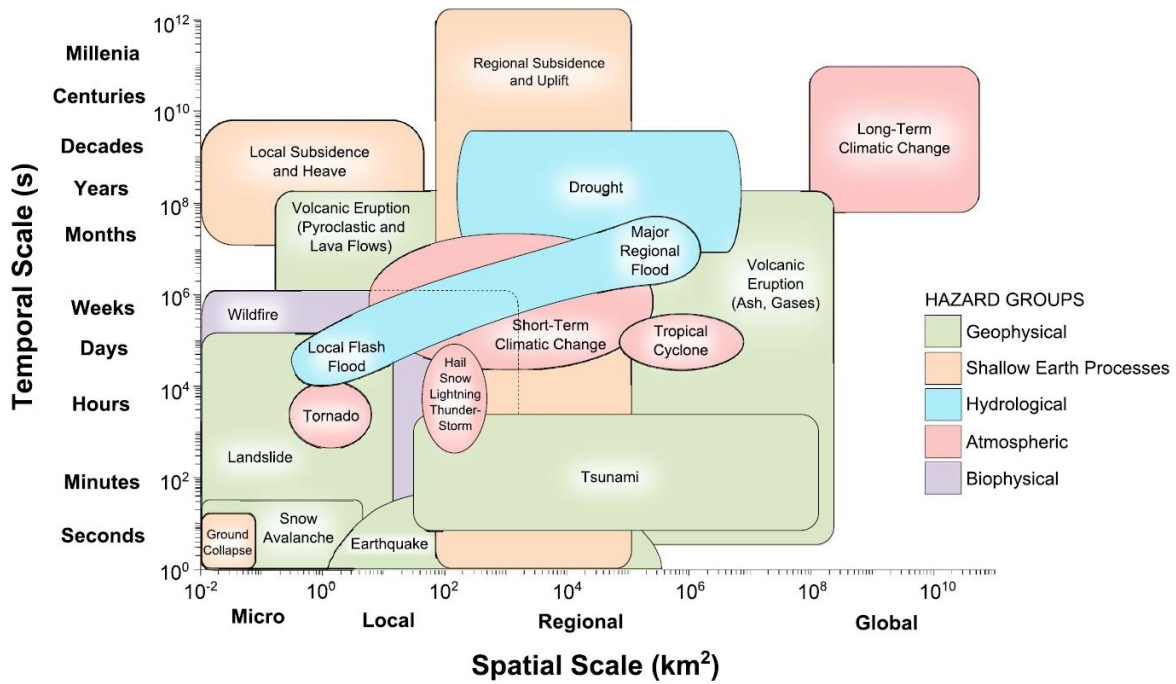 10¹²
Millenia
Centuries
10¹⁰
Decades
Years
10⁸
Months
10⁶
Weeks
Days
10⁴
Hours
10²
Minutes
Seconds
10⁰
Temporal Scale (s)
Regional Subsidence
and Uplift
Long-Term
Climatic Change
Local Subsidence
and Heave
Drought
Volcanic Eruption
(Pyroclastic and
Lava Flows)
Major
Regional
Flood
Volcanic
Eruption
(Ash, Gases)
Wildfire
Short-Term
Climatic Change
Tropical
Cyclone
Local Flash
Flood
Hail
Snow
Lightning
Thunder-
Storm
Tornado
Landslide
Tsunami
Snow
Avalanche
Ground
Collapse
Earthquake
HAZARD GROUPS
Geophysical
Shallow Earth Processes
Hydrological
Atmospheric
Biophysical
10⁻² 10⁰ 10² 10⁴ 10⁶ 10⁸ 10¹⁰
Micro Local Regional Global
Spatial Scale (km²)